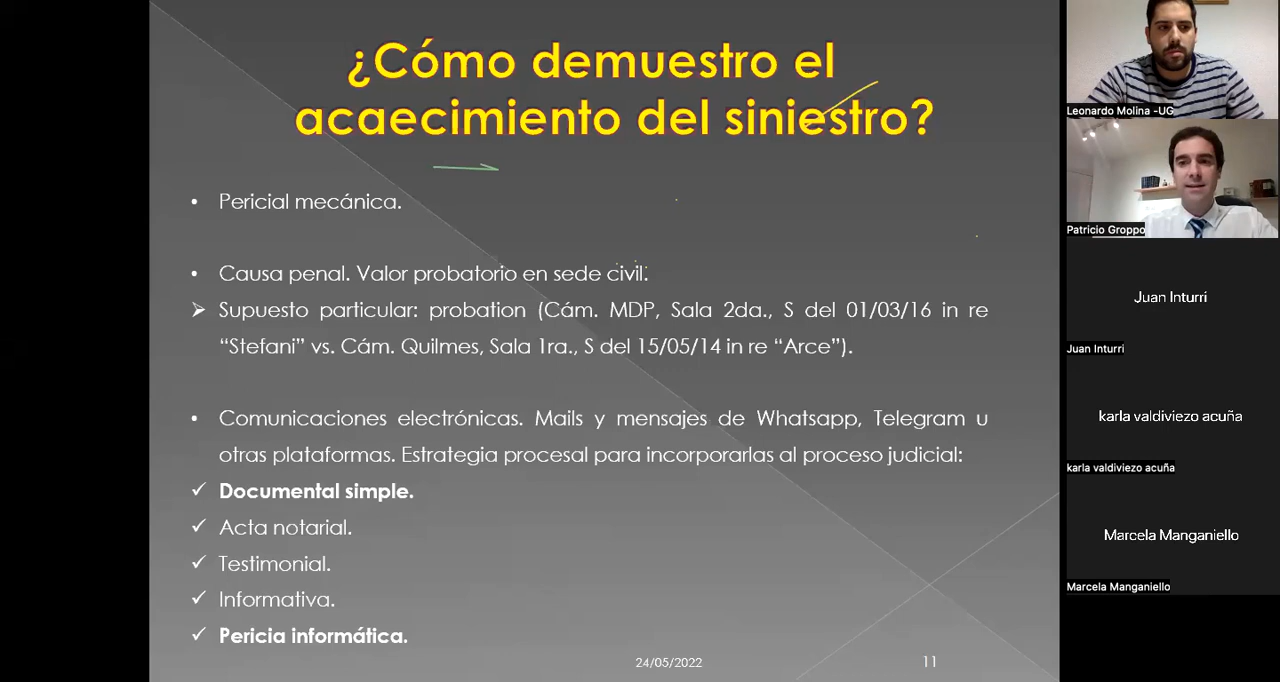 ¿Cómo demuestro el
acaecimiento del siniestro?
• Pericial mecánica.
• Causa penal. Valor probatorio en sede civil.
➢ Supuesto particular: probation (Cám. MDP, Sala 2da., S del 01/03/16 in re
“Stefani” vs. Cám. Quilmes, Sala 1ra., S del 15/05/14 in re “Arce”).
• Comunicaciones electrónicas. Mails y mensajes de Whatsapp, Telegram u
otras plataformas. Estrategia procesal para incorporarlas al proceso judicial:
✓ Documental simple.
✓ Acta notarial.
✓ Testimonial.
✓ Informativa.
✓ Pericia informática.
24/05/2022
11
Leonardo Molina -UG
Patricio Groppo
Juan Inturri
Juan Inturri
karla valdiviezo acuña
karla valdiviezo acuña
Marcela Manganiello
Marcela Manganiello